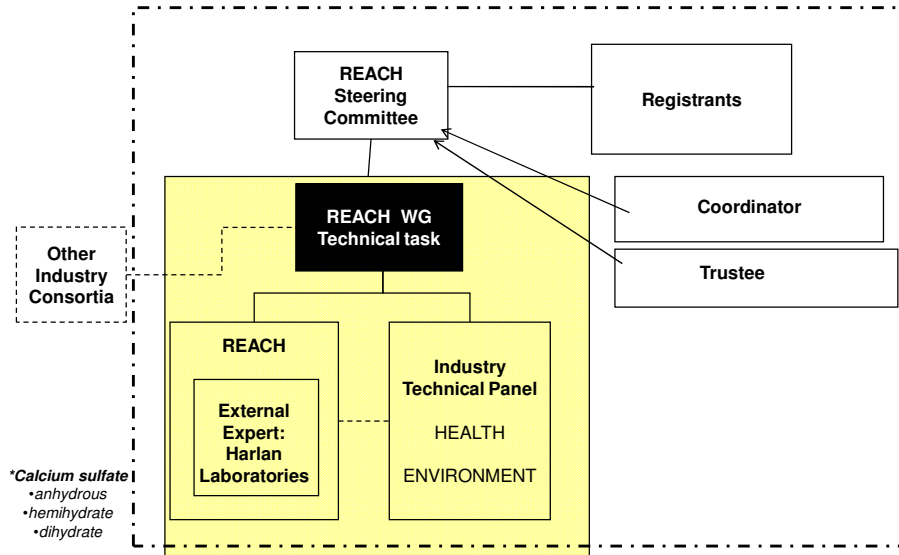 REACH
Steering
Committee
Registrants
Coordinator
Trustee
REACH WG
Technical task
Other
Industry
Consortia
REACH
External
Expert:
Harlan
Laboratories
Industry
Technical Panel
HEALTH
ENVIRONMENT
*Calcium sulfate
•anhydrous
•hemihydrate
•dihydrate